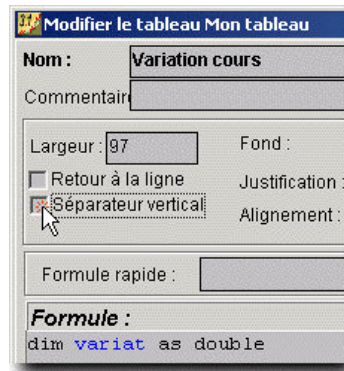 Modifier le tableau Mon tableau
Nom : Variation cours
Commentair
Largeur : 97 Fond :
Retour à la ligne Justification :
Séparateur vertical Alignement :
Formule rapide :
Formule :
dim variat as double